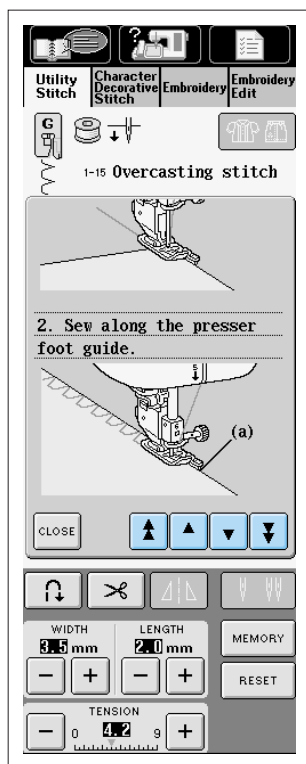 Utility Stitch
Character Decorative Stitch
Embroidery
Embroidery Edit
G
1-15 Overcasting stitch
2. Sew along the presser
foot guide.
5
(a)
CLOSE
WIDTH
3.5 mm
LENGTH
2.0 mm
MEMORY
RESET
TENSION
0 4.2 9